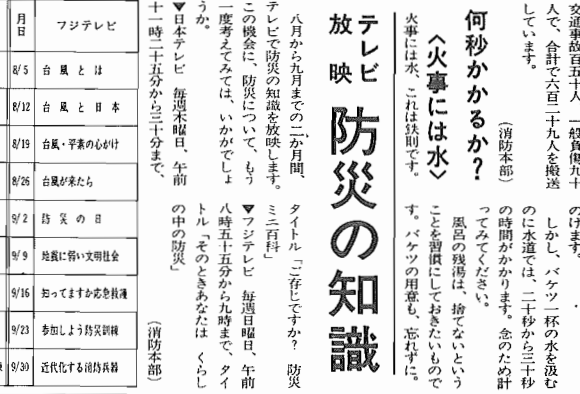 交通事故百五十人　一般負傷九十
人で、合計で六百二十九人を搬送
しています。
（消防本部）
何秒かかるか？
〈火事には水〉
火事には水、これは鉄則です。
のけます。
しかし、バケツ一杯の水を汲む
のに水道では、二十秒から三十秒
の時間がかかります。念のため計
ってみてください。
風呂の残湯は、捨てないという
ことを習慣にしておきたいもので
す。バケツの用意も、忘れずに。
テレビ放映
防災の知識
八月から九月までの二か月間、
テレビで防災の知識を放映します。
この機会に、防災について、もう
一度考えてみては、いかがでしょ
うか。
▼日本テレビ　毎週木曜日、午前
十一時二十五分から三十分まで、
タイトル「ご存じですか？　防災
ミニ百科」
▼フジテレビ　毎週日曜日、午前
八時五十五分から九時まで、タイ
トル「そのときあなたは　くらし
の中の防災」
（消防本部）
月日　フジテレビ
8/5　台風とは
8/12　台風と日本
8/19　台風・平素の心がけ
8/26　台風が来たら
9/2　防災の日
9/9　地震に弱い文明社会
9/16　知ってますか応急救護
9/23　参加しよう防災訓練
9/30　近代化する消防兵器